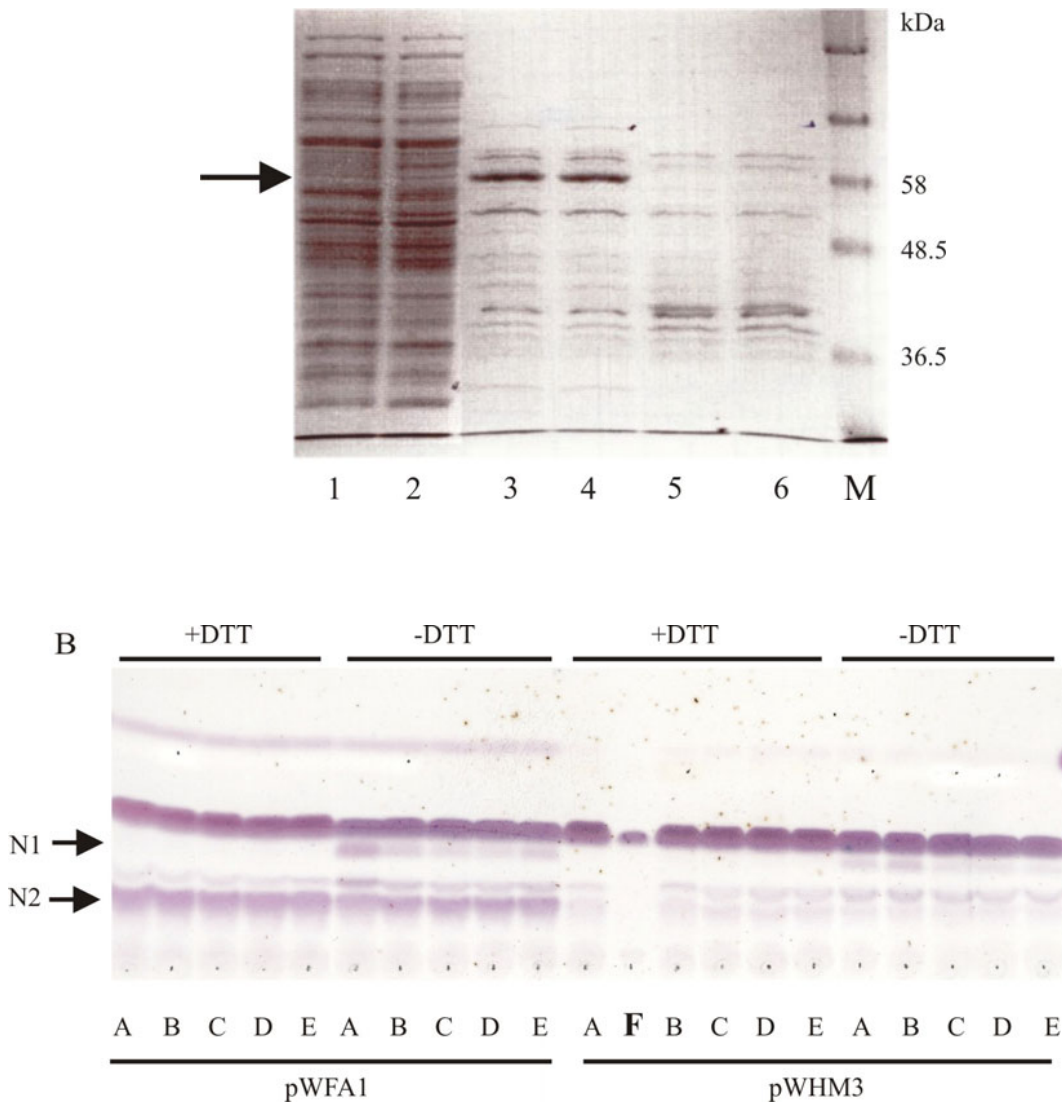 kDa
58
48.5
36.5
1 2 3 4 5 6 M
B
+DTT -DTT +DTT -DTT
N1
N2
A B C D E A B C D E A F B C D E A B C D E
pWFA1 pWHM3